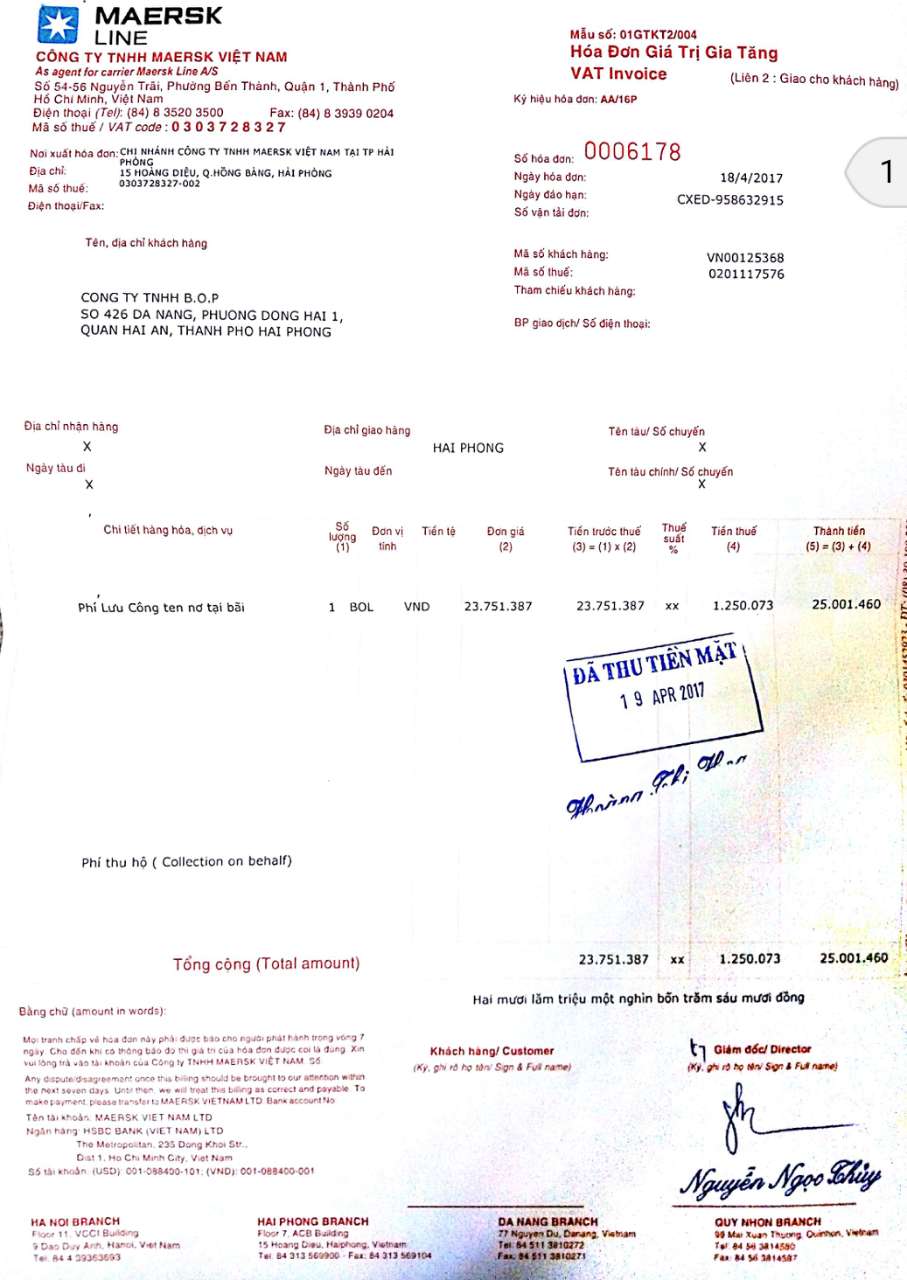 MAERSK
LINE
CÔNG TY TNHH MAERSK VIỆT NAM
As agent for carrier Maersk Line A/S
Số 54-56 Nguyễn Trãi, Phường Bến Thành, Quận 1, Thành Phố
Hồ Chí Minh, Việt Nam
Điện thoại (Tel): (84) 8 3520 3500 Fax: (84) 8 3939 0204
Mã số thuế / VAT code : 0303728327
Mẫu số: 01GTKT2/004
Hóa Đơn Giá Trị Gia Tăng
VAT Invoice (Liên 2 : Giao cho khách hàng)
Ký hiệu hóa đơn: AA/16P
1
Nơi xuất hóa đơn: CHI NHÁNH CÔNG TY TNHH MAERSK VIỆT NAM TẠI TP HẢI
PHÒNG
Địa chỉ: 15 HOÀNG DIỆU, Q.HỒNG BÀNG, HẢI PHÒNG
Mã số thuế: 0303728327-002
Điện thoại/Fax:
Số hóa đơn: 0006178
Ngày hóa đơn: 18/4/2017
Ngày đáo hạn: CXED-958632915
Số vận tải đơn:
Mã số khách hàng: VN00125368
Mã số thuế: 0201117576
Tham chiếu khách hàng:
BP giao dịch/ Số điện thoại:
Tên, địa chỉ khách hàng
CONG TY TNHH B.O.P
SO 426 DA NANG, PHUONG DONG HAI 1,
QUAN HAI AN, THANH PHO HAI PHONG
Địa chỉ nhận hàng Địa chỉ giao hàng Tên tàu/ Số chuyến
X HAI PHONG X
Ngày tàu đi Ngày tàu đến Tên tàu chính/ Số chuyến
X X
Chi tiết hàng hóa, dịch vụ Số lượng (1) Đơn vị tính Tiền tệ Đơn giá (2) Tiền trước thuế (3) = (1) x (2) Thuế suất % Tiền thuế (4) Thành tiền (5) = (3) + (4)
Phí Lưu Công ten nơ tại bãi 1 BOL VND 23.751.387 23.751.387 xx 1.250.073 25.001.460
ĐÃ THU TIỀN MẶT
19 APR 2017
Hoàng Thị
Phí thu hộ ( Collection on behalf)
Tổng cộng (Total amount) 23.751.387 xx 1.250.073 25.001.460
Bằng chữ (amount in words): Hai mươi lăm triệu một nghìn bốn trăm sáu mươi đồng
Mọi tranh chấp về hóa đơn này phải được báo cho người phát hành trong vòng 7
ngày. Cho đến khi có thông báo đó thì giá trị của hóa đơn được coi là đúng. Xin
vui lòng trả vào tài khoản của Công ty TNHH MAERSK VIỆT NAM. Số
Any dispute/disagreement once this billing should be brought to our attention within
the next seven days. Until then, we will treat this billing as correct and payable. To
make payment, please transfer to MAERSK VIETNAM LTD. Bank account No
Tên tài khoản: MAERSK VIET NAM LTD
Ngân hàng: HSBC BANK (VIET NAM) LTD
The Metropolitan, 235 Dong Khoi Str.,
Dist 1, Ho Chi Minh City, Viet Nam
Số tài khoản: (USD): 001-088400-101; (VND): 001-088400-001
Khách hàng/ Customer
(Ký, ghi rõ họ tên/ Sign & Full name)
Giám đốc/ Director
(Ký, ghi rõ họ tên/ Sign & Full name)
Nguyễn Ngọc Thủy
HA NOI BRANCH
Floor 11, VCCI Building
9 Dao Duy Anh, Hanoi, Viet Nam
Tel: 84 4 39363693
HAI PHONG BRANCH
Floor 7, ACB Building
15 Hoang Dieu, Haiphong, Vietnam
Tel: 84 313 569900 - Fax: 84 313 569104
DA NANG BRANCH
77 Nguyen Du, Danang, Vietnam
Tel: 84 511 3810272
Fax: 84 511 3810271
QUY NHON BRANCH
99 Mai Xuan Thuong, Quinhon, Vietnam
Tel: 84 56 3814580
Fax: 84 56 3814587